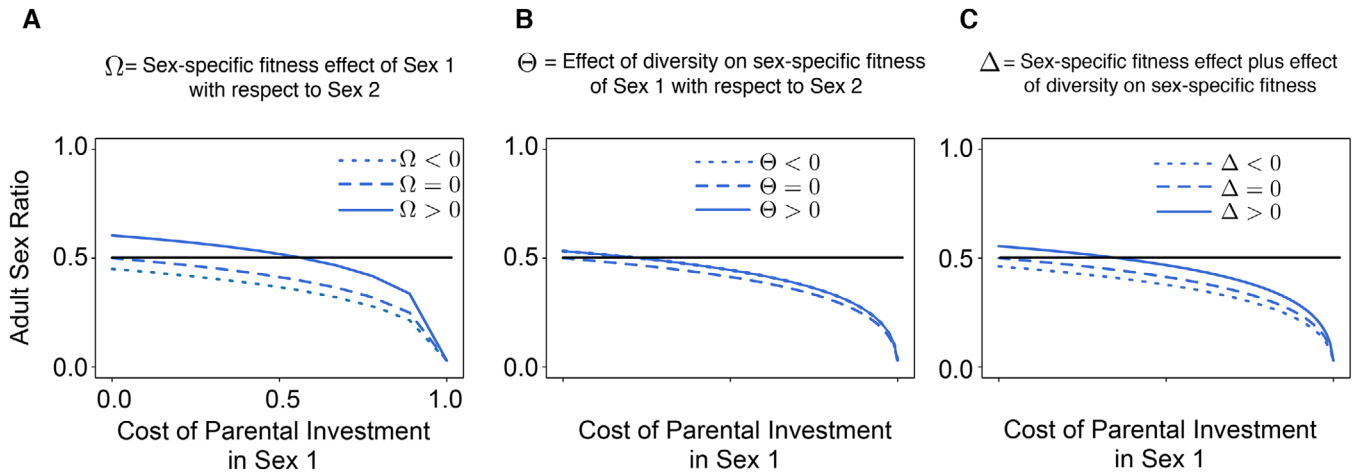 A
Ω= Sex-specific fitness effect of Sex 1
with respect to Sex 2
1.0
0.5
0.0
Adult Sex Ratio
Ω < 0
Ω = 0
Ω > 0
0.0 0.5 1.0
Cost of Parental Investment
in Sex 1
B
Θ = Effect of diversity on sex-specific fitness
of Sex 1 with respect to Sex 2
1.0
0.5
0.0
Θ < 0
Θ = 0
Θ > 0
Cost of Parental Investment
in Sex 1
C
Δ = Sex-specific fitness effect plus effect
of diversity on sex-specific fitness
1.0
0.5
0.0
Δ < 0
Δ = 0
Δ > 0
Cost of Parental Investment
in Sex 1